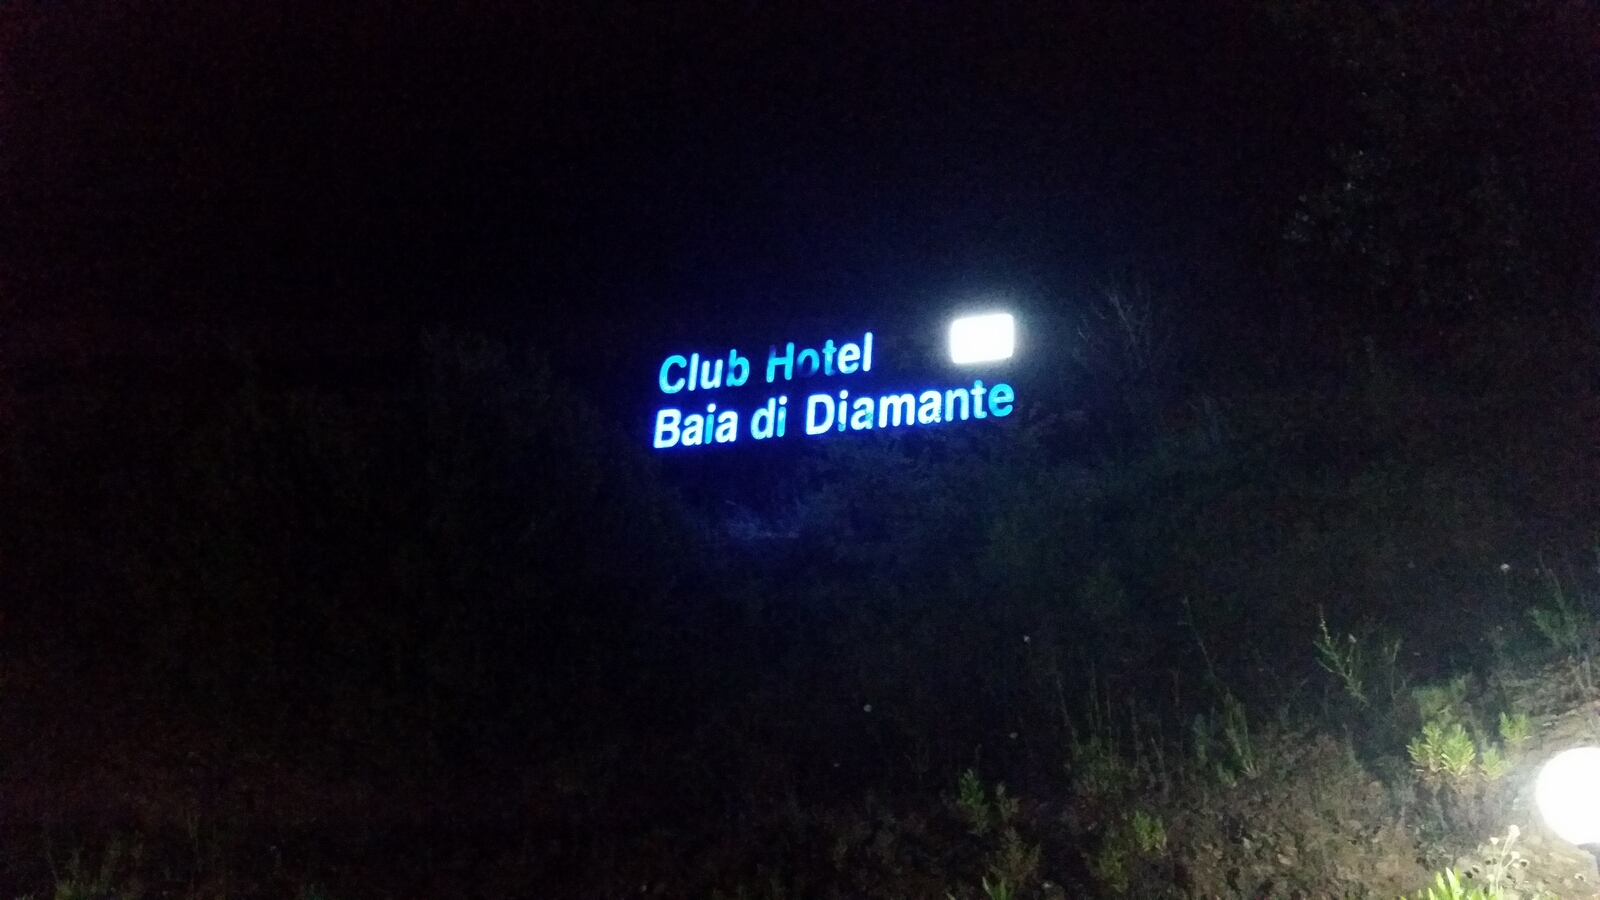 Club Hotel
Baia di Diamante